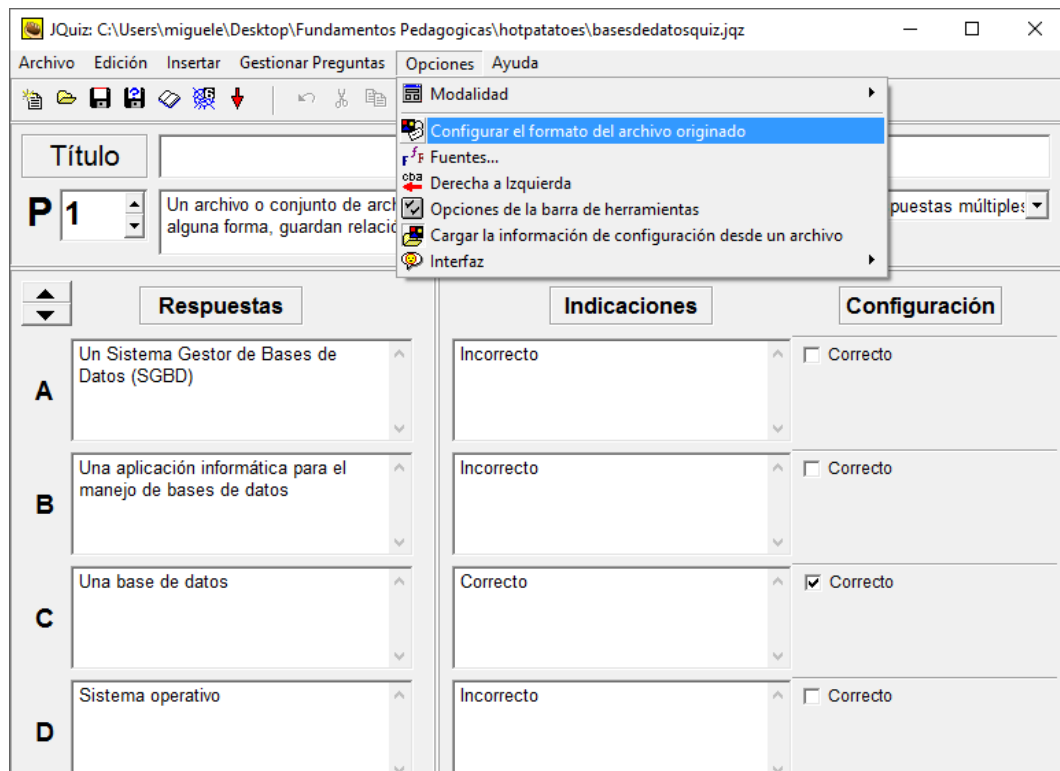 JQuiz: C:\Users\miguele\Desktop\Fundamentos Pedagogicas\hotpatatoes\basesdedatosquiz.jqz
Archivo Edición Insertar Gestionar Preguntas Opciones Ayuda
Modalidad
Configurar el formato del archivo originado
Fuentes...
Derecha a Izquierda
Opciones de la barra de herramientas
Cargar la información de configuración desde un archivo
Interfaz
Título
P 1
Un archivo o conjunto de
alguna forma, guardan
múltiples
Respuestas Indicaciones Configuración
A
Un Sistema Gestor de Bases de
Datos (SGBD)
Incorrecto
Correcto
B
Una aplicación informática para el
manejo de bases de datos
Incorrecto
Correcto
C
Una base de datos
Correcto
Correcto
D
Sistema operativo
Incorrecto
Correcto